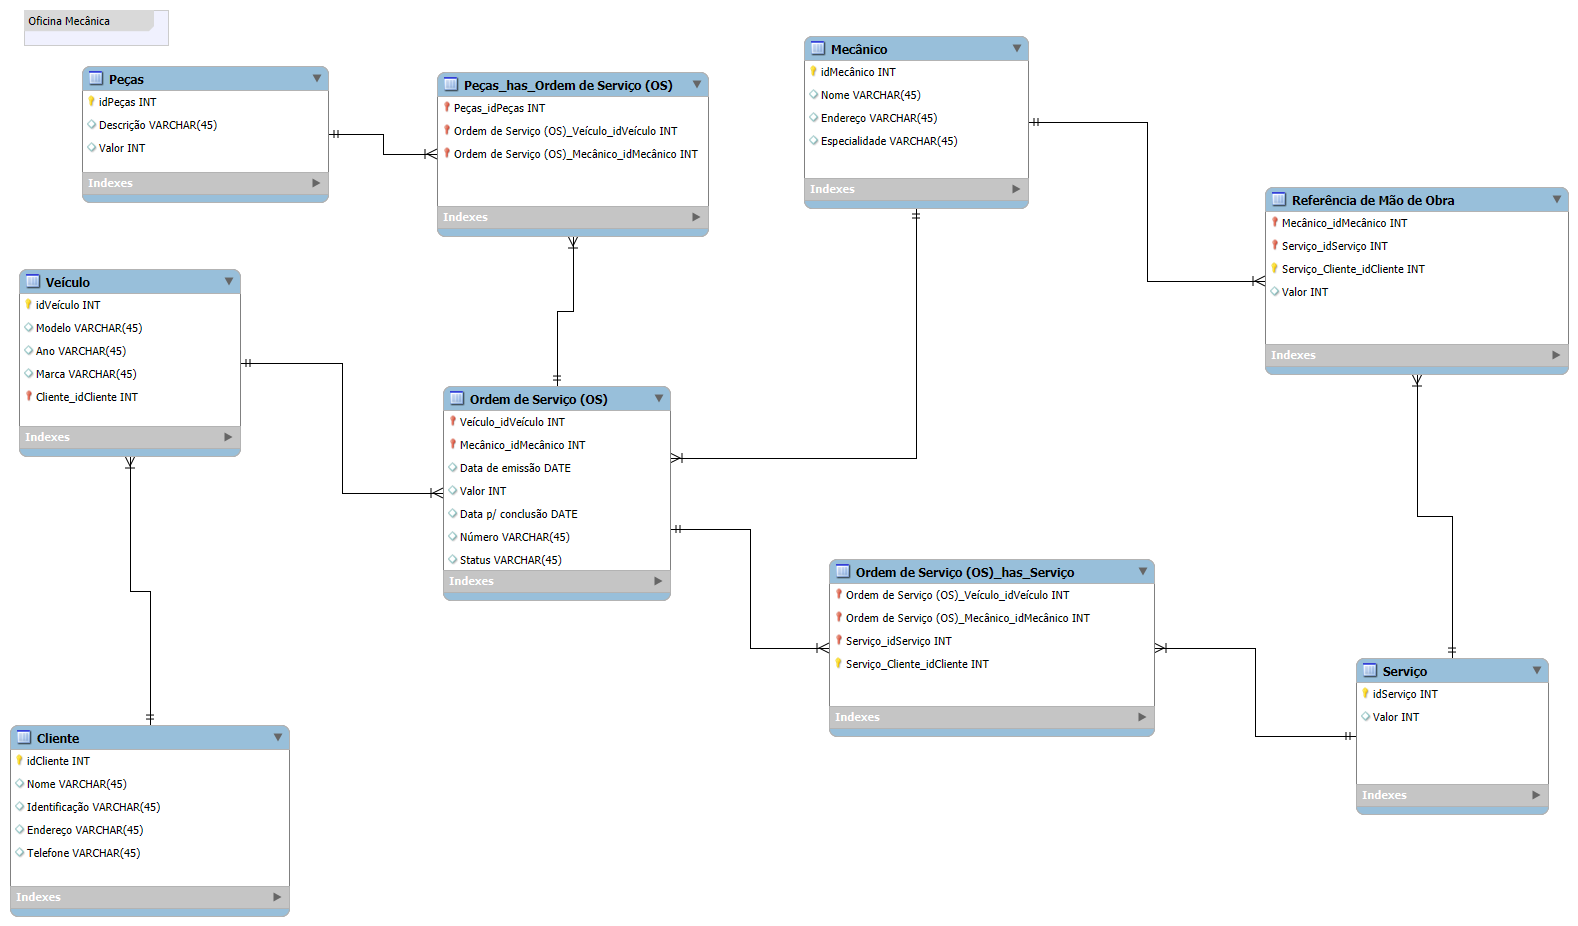 Oficina Mecânica
Peças
idPeças INT
Descrição VARCHAR(45)
Valor INT
Indexes
Peças_has_Ordem de Serviço (OS)
Peças_idPeças INT
Ordem de Serviço (OS)_Veículo_idVeículo INT
Ordem de Serviço (OS)_Mecânico_idMecânico INT
Indexes
Mecânico
idMecânico INT
Nome VARCHAR(45)
Endereço VARCHAR(45)
Especialidade VARCHAR(45)
Indexes
Referência de Mão de Obra
Mecânico_idMecânico INT
Serviço_idServiço INT
Serviço_Cliente_idCliente INT
Valor INT
Indexes
Veículo
idVeículo INT
Modelo VARCHAR(45)
Ano VARCHAR(45)
Marca VARCHAR(45)
Cliente_idCliente INT
Indexes
Ordem de Serviço (OS)
Veículo_idVeículo INT
Mecânico_idMecânico INT
Data de emissão DATE
Valor INT
Data p/ conclusão DATE
Número VARCHAR(45)
Status VARCHAR(45)
Indexes
Ordem de Serviço (OS)_has_Serviço
Ordem de Serviço (OS)_Veículo_idVeículo INT
Ordem de Serviço (OS)_Mecânico_idMecânico INT
Serviço_idServiço INT
Serviço_Cliente_idCliente INT
Indexes
Serviço
idServiço INT
Valor INT
Indexes
Cliente
idCliente INT
Nome VARCHAR(45)
Identificação VARCHAR(45)
Endereço VARCHAR(45)
Telefone VARCHAR(45)
Indexes